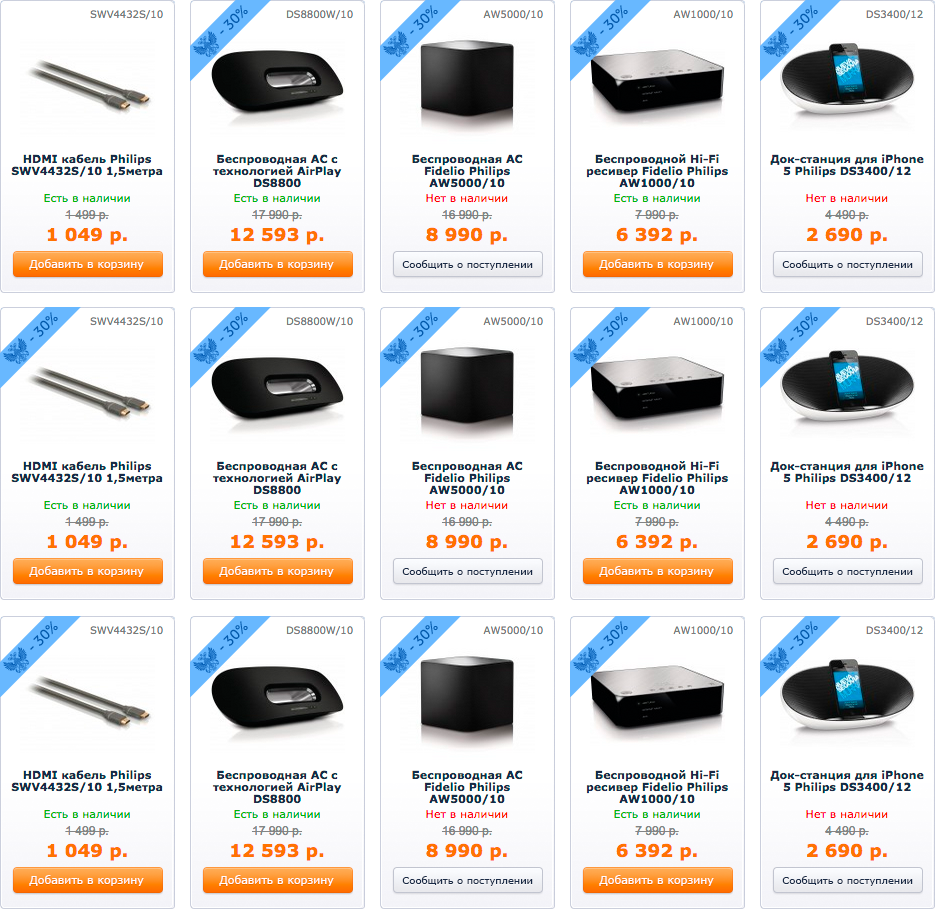 SWV4432S/10
HDMI кабель Philips
SWV4432S/10 1,5метра
Есть в наличии
1 499 р.
1 049 р.
Добавить в корзину
- 30%
DS8800W/10
Беспроводная АС с
технологией AirPlay
DS8800
Есть в наличии
17 990 р.
12 593 р.
Добавить в корзину
- 30%
AW5000/10
Беспроводная АС
Fidelio Philips
AW5000/10
Нет в наличии
16 990 р.
8 990 р.
Сообщить о поступлении
- 30%
AW1000/10
Беспроводной Hi-Fi
ресивер Fidelio Philips
AW1000/10
Есть в наличии
7 990 р.
6 392 р.
Добавить в корзину
- 30%
DS3400/12
Док-станция для iPhone
5 Philips DS3400/12
Нет в наличии
4 490 р.
2 690 р.
Сообщить о поступлении
- 30%
SWV4432S/10
HDMI кабель Philips
SWV4432S/10 1,5метра
Есть в наличии
1 499 р.
1 049 р.
Добавить в корзину
- 30%
DS8800W/10
Беспроводная АС с
технологией AirPlay
DS8800
Есть в наличии
17 990 р.
12 593 р.
Добавить в корзину
- 30%
AW5000/10
Беспроводная АС
Fidelio Philips
AW5000/10
Нет в наличии
16 990 р.
8 990 р.
Сообщить о поступлении
- 30%
AW1000/10
Беспроводной Hi-Fi
ресивер Fidelio Philips
AW1000/10
Есть в наличии
7 990 р.
6 392 р.
Добавить в корзину
- 30%
DS3400/12
Док-станция для iPhone
5 Philips DS3400/12
Нет в наличии
4 490 р.
2 690 р.
Сообщить о поступлении
- 30%
SWV4432S/10
HDMI кабель Philips
SWV4432S/10 1,5метра
Есть в наличии
1 499 р.
1 049 р.
Добавить в корзину
- 30%
DS8800W/10
Беспроводная АС с
технологией AirPlay
DS8800
Есть в наличии
17 990 р.
12 593 р.
Добавить в корзину
- 30%
AW5000/10
Беспроводная АС
Fidelio Philips
AW5000/10
Нет в наличии
16 990 р.
8 990 р.
Сообщить о поступлении
- 30%
AW1000/10
Беспроводной Hi-Fi
ресивер Fidelio Philips
AW1000/10
Есть в наличии
7 990 р.
6 392 р.
Добавить в корзину
- 30%
DS3400/12
Док-станция для iPhone
5 Philips DS3400/12
Нет в наличии
4 490 р.
2 690 р.
Сообщить о поступлении